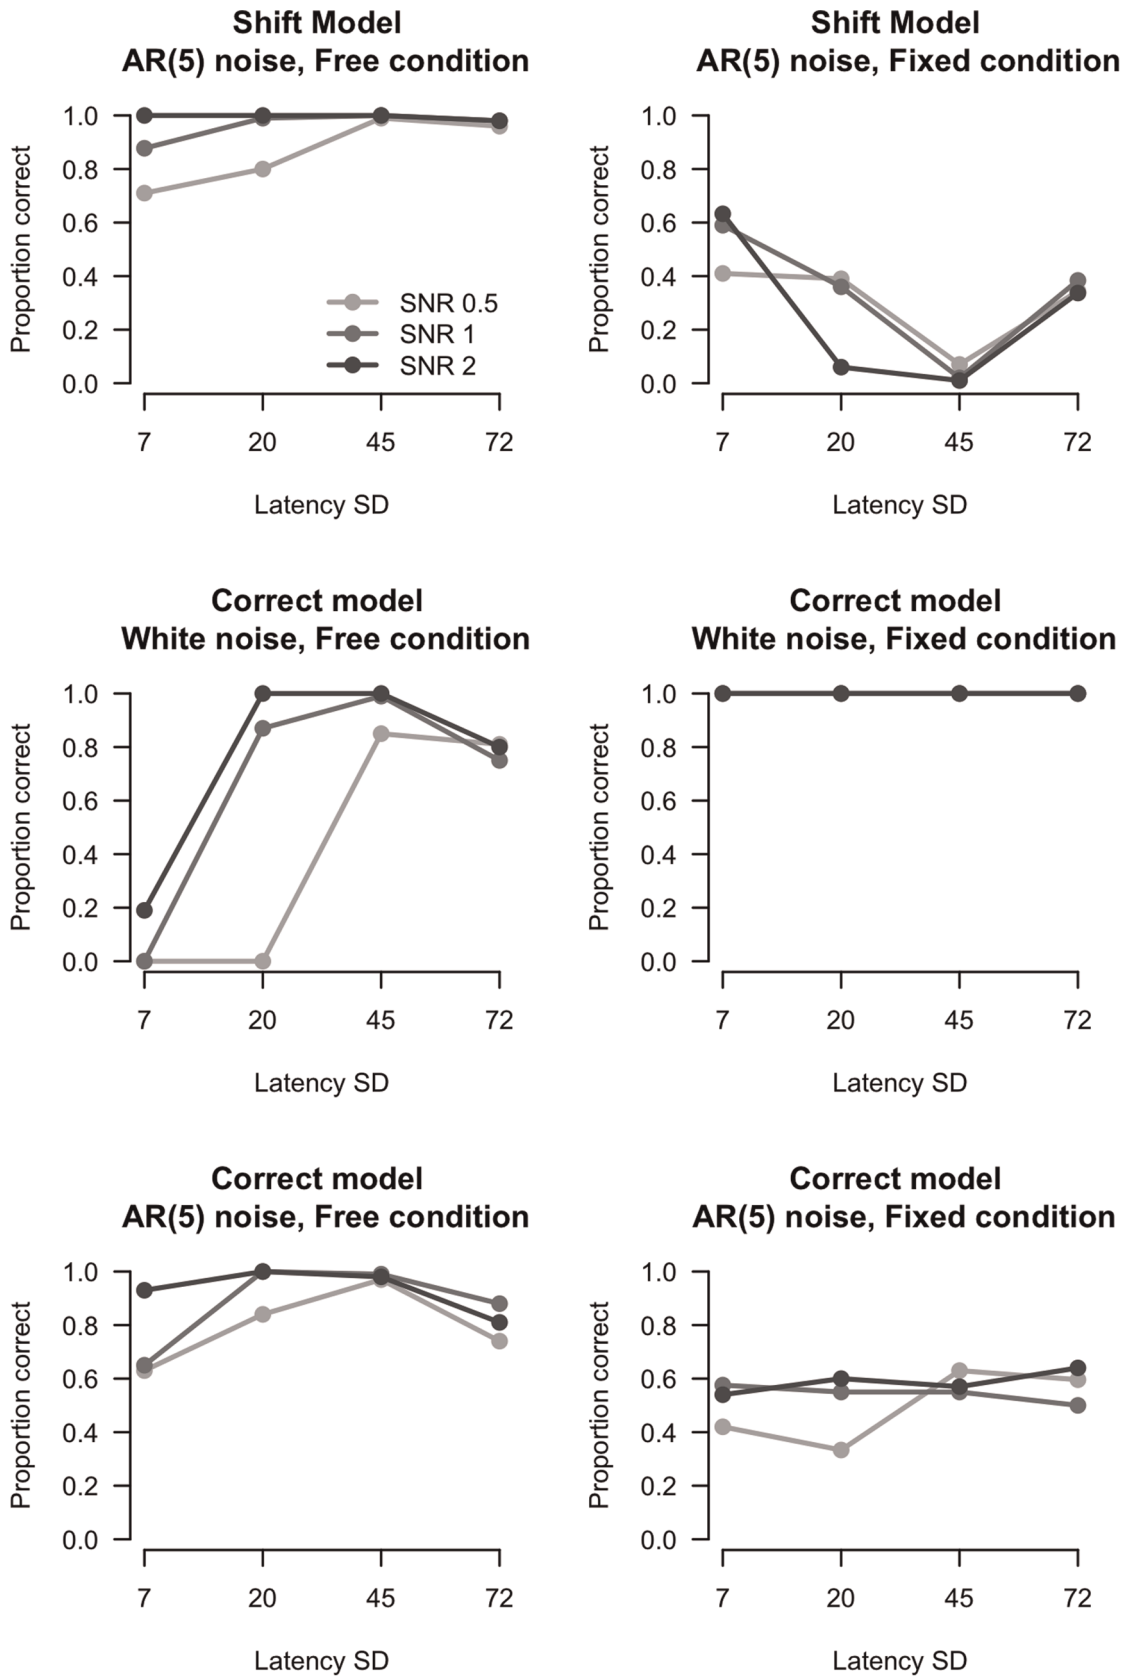 Shift Model
AR(5) noise, Free condition
Proportion correct
1.0
0.8
0.6
0.4
0.2
0.0
SNR 0.5
SNR 1
SNR 2
7 20 45 72
Latency SD
Shift Model
AR(5) noise, Fixed condition
Proportion correct
1.0
0.8
0.6
0.4
0.2
0.0
7 20 45 72
Latency SD
Correct model
White noise, Free condition
Proportion correct
1.0
0.8
0.6
0.4
0.2
0.0
7 20 45 72
Latency SD
Correct model
White noise, Fixed condition
Proportion correct
1.0
0.8
0.6
0.4
0.2
0.0
7 20 45 72
Latency SD
Correct model
AR(5) noise, Free condition
Proportion correct
1.0
0.8
0.6
0.4
0.2
0.0
7 20 45 72
Latency SD
Correct model
AR(5) noise, Fixed condition
Proportion correct
1.0
0.8
0.6
0.4
0.2
0.0
7 20 45 72
Latency SD